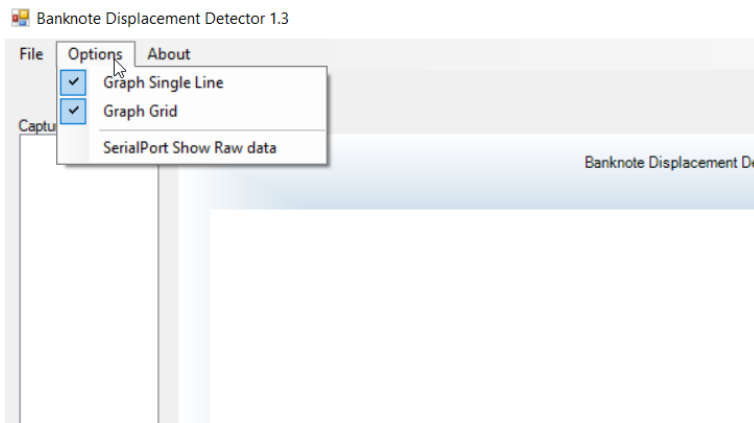 Banknote Displacement Detector 1.3
File Options About
Graph Single Line
Graph Grid
SerialPort Show Raw data
Captu
Banknote Displacement De